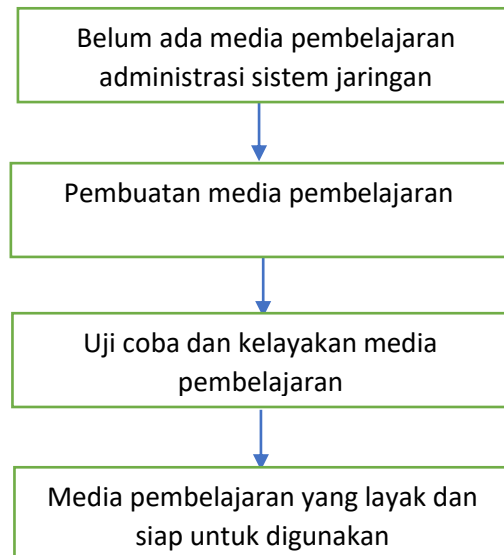 Belum ada media pembelajaran
administrasi sistem jaringan
Pembuatan media pembelajaran
Uji coba dan kelayakan media
pembelajaran
Media pembelajaran yang layak dan
siap untuk digunakan